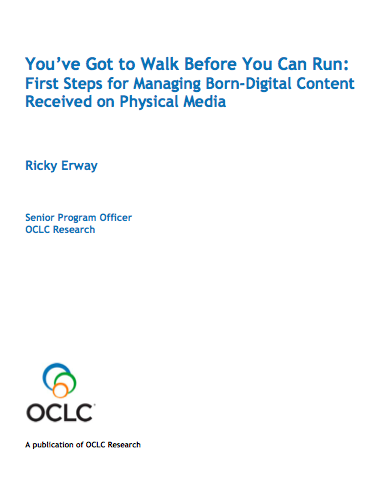 You’ve Got to Walk Before You Can Run:
First Steps for Managing Born-Digital Content
Received on Physical Media
Ricky Erway
Senior Program Officer
OCLC Research
OCLC
A publication of OCLC Research